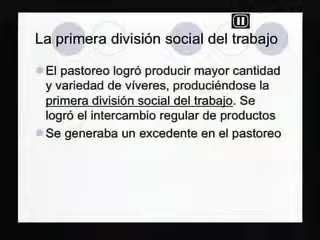 La primera división social del trabajo
El pastoreo logró producir mayor cantidad
y variedad de víveres, produciéndose la
primera división social del trabajo. Se
logró el intercambio regular de productos
Se generaba un excedente en el pastoreo